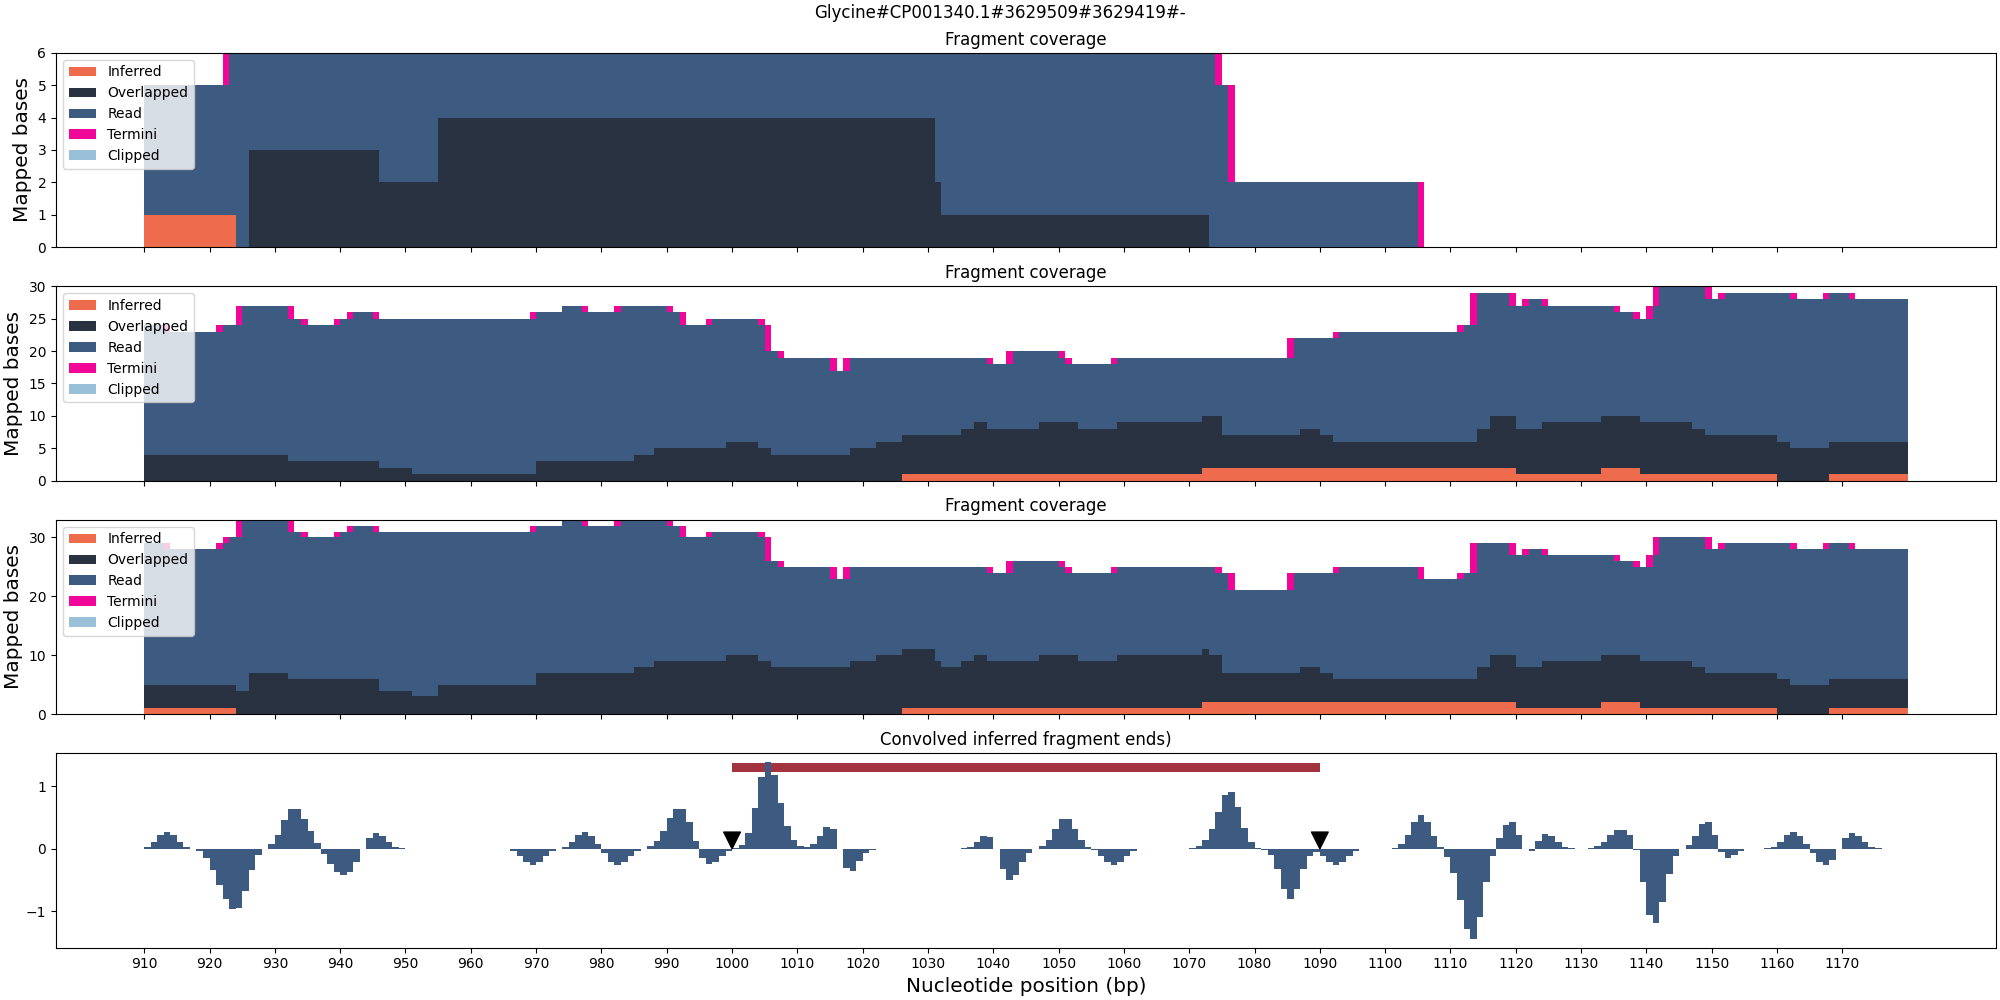 Glycine#CP001340.1#3629509#3629419#-
Fragment coverage
Mapped bases
6
5
4
3
2
1
0
Inferred
Overlapped
Read
Termini
Clipped
Fragment coverage
Mapped bases
30
25
20
15
10
5
0
Inferred
Overlapped
Read
Termini
Clipped
Fragment coverage
Mapped bases
30
20
10
0
Inferred
Overlapped
Read
Termini
Clipped
Convolved inferred fragment ends)
1
0
−1
910 920 930 940 950 960 970 980 990 1000 1010 1020 1030 1040 1050 1060 1070 1080 1090 1100 1110 1120 1130 1140 1150 1160 1170
Nucleotide position (bp)